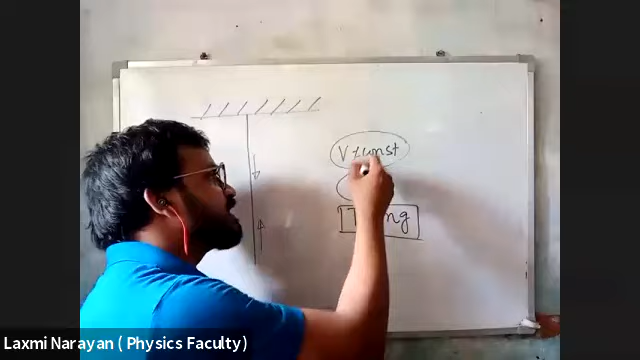 V = const
T = mg
Laxmi Narayan ( Physics Faculty)